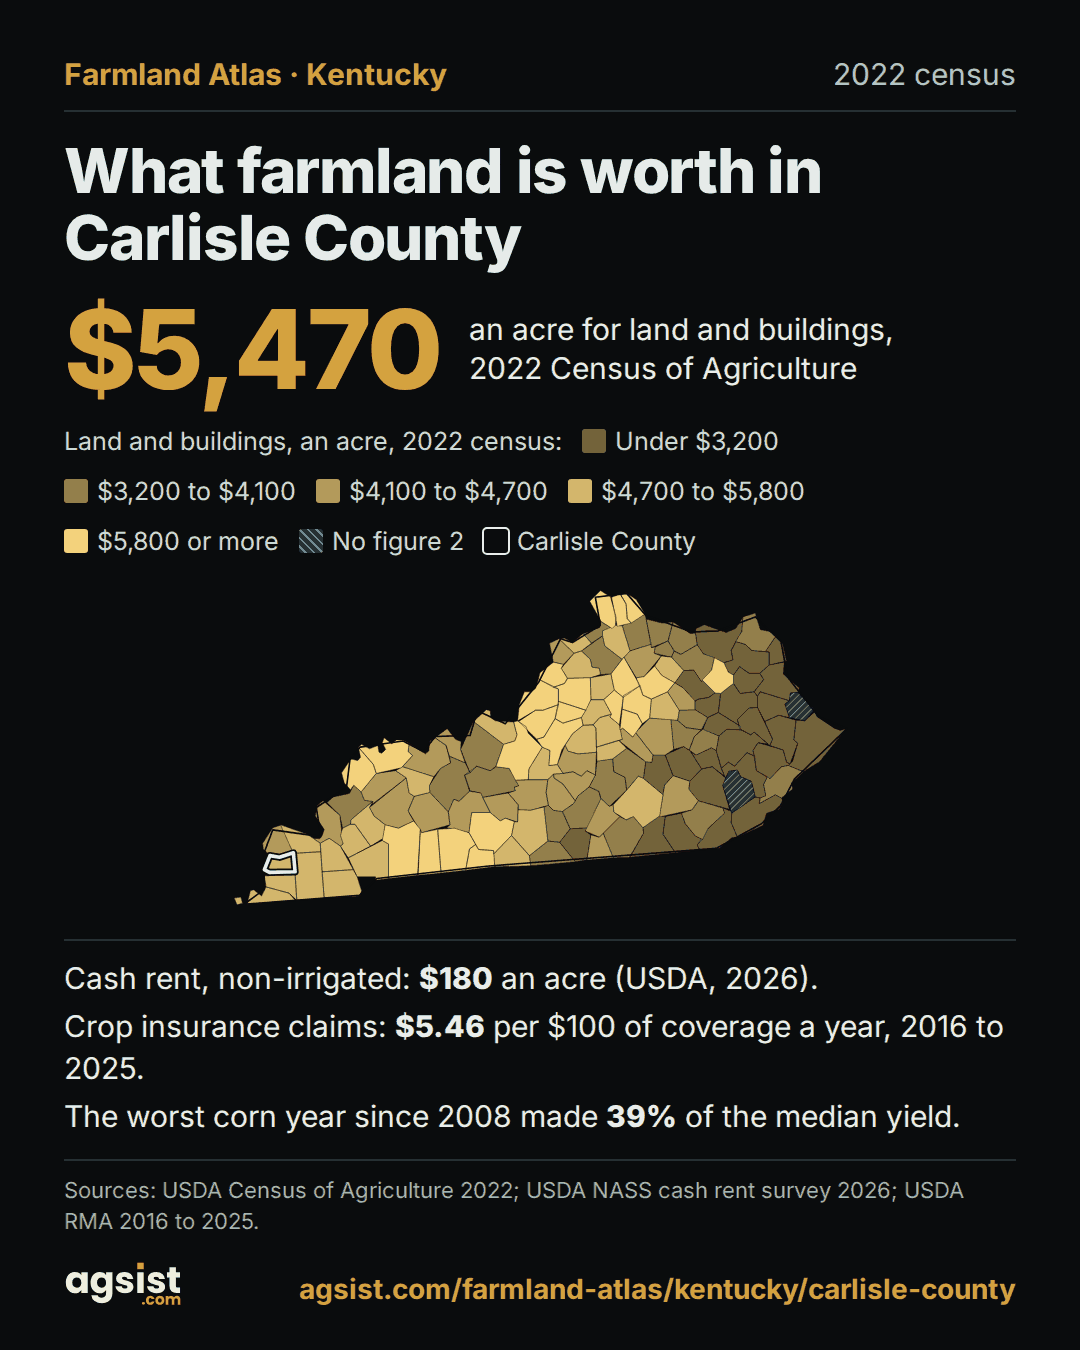 Farmland Atlas · Kentucky
2022 census
What farmland is worth in
Carlisle County
$5,470
an acre for land and buildings,
2022 Census of Agriculture
Land and buildings, an acre, 2022 census: Under $3,200
$3,200 to $4,100 $4,100 to $4,700 $4,700 to $5,800
$5,800 or more No figure 2 Carlisle County
Cash rent, non-irrigated: $180 an acre (USDA, 2026).
Crop insurance claims: $5.46 per $100 of coverage a year, 2016 to
2025.
The worst corn year since 2008 made 39% of the median yield.
Sources: USDA Census of Agriculture 2022; USDA NASS cash rent survey 2026; USDA
RMA 2016 to 2025.
agsist
.com
agsist.com/farmland-atlas/kentucky/carlisle-county